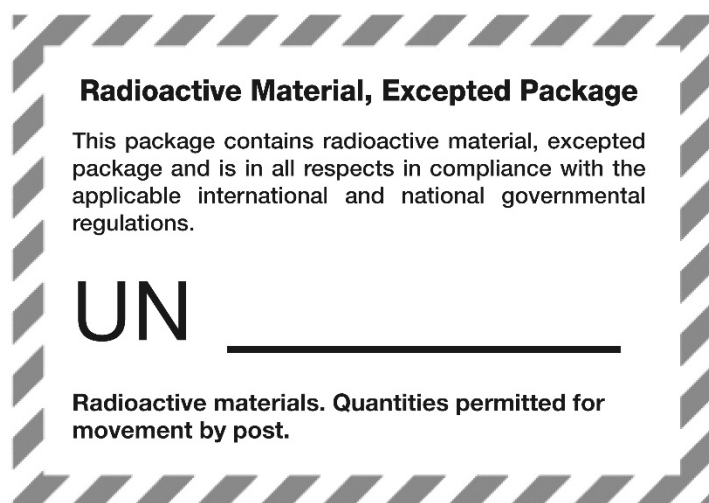 Radioactive Material, Excepted Package
This package contains radioactive material, excepted
package and is in all respects in compliance with the
applicable international and national governmental
regulations.
UN
Radioactive materials. Quantities permitted for
movement by post.